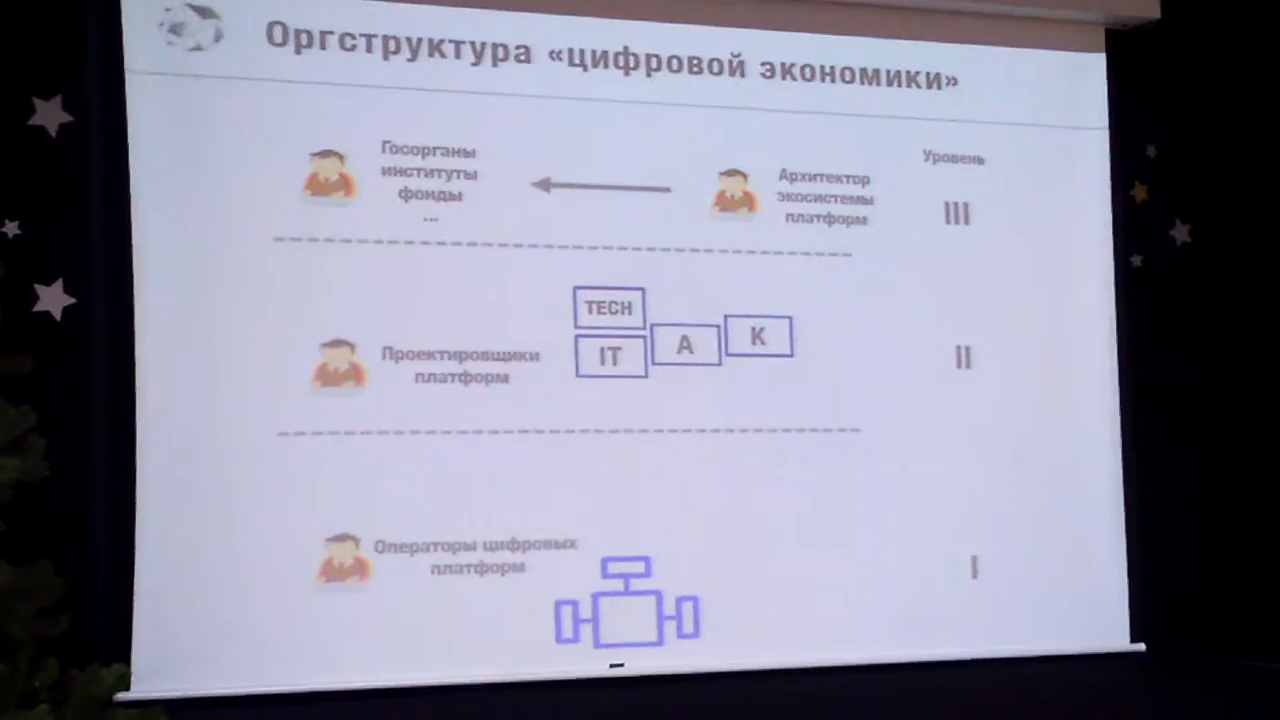 Оргструктура «цифровой экономики»
Уровень
Госорганы
институты
фонды
...
Архитектор
экосистемы
платформ
III
TECH
IT
A
K
Проектировщики
платформ
II
Операторы цифровых
платформ
I